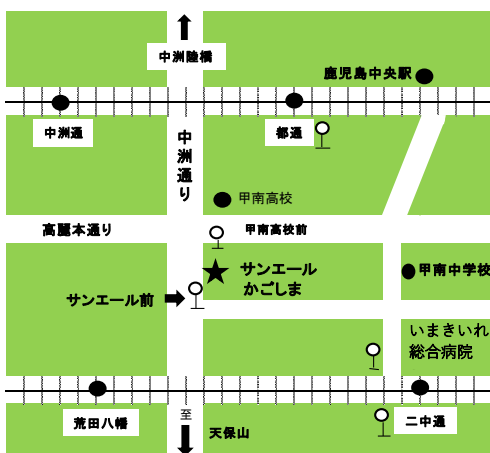 中洲陸橋
鹿児島中央駅
中洲通
都通
中洲通り
甲南高校
高麗本通り
甲南高校前
サンエール
かごしま
甲南中学校
サンエール前
いまきいれ
総合病院
荒田八幡
至
天保山
二中通